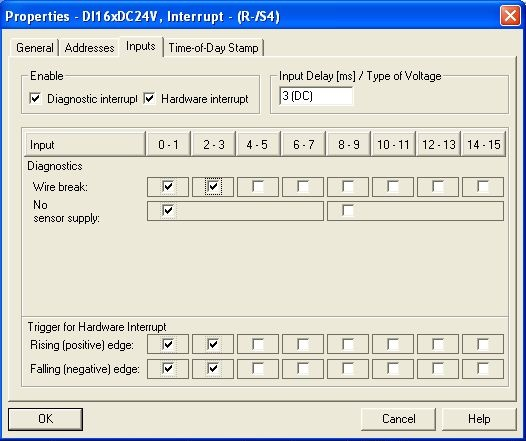 Properties - DI16xDC24V, Interrupt - (R-/S4)
General Addresses Inputs Time-of-Day Stamp
Enable
Diagnostic interrupt Hardware interrupt
Input Delay [ms] / Type of Voltage
3 (DC)
Input 0 - 1 2 - 3 4 - 5 6 - 7 8 - 9 10 - 11 12 - 13 14 - 15
Diagnostics
Wire break:
No
sensor supply:
Trigger for Hardware Interrupt
Rising (positive) edge:
Falling (negative) edge:
OK Cancel Help